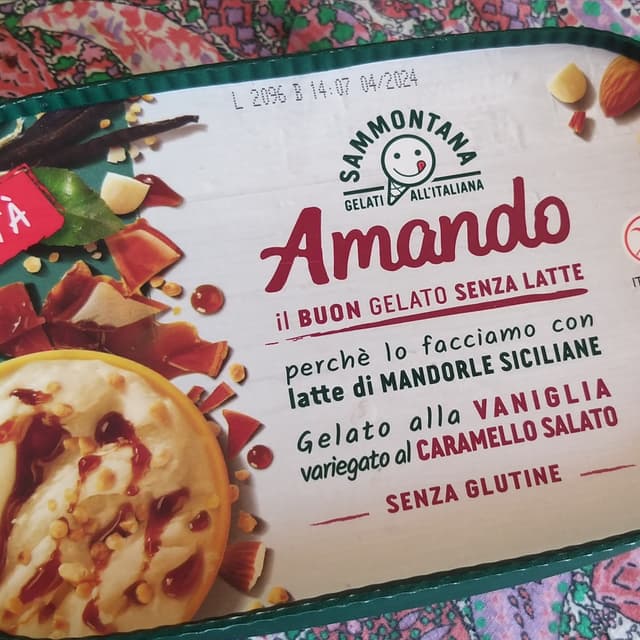 L 2096 B 14:07 04/2024
SAMMONTANA
GELATI ALL'ITALIANA
Amando
il BUON GELATO SENZA LATTE
perchè lo facciamo con
latte di MANDORLE SICILIANE
Gelato alla VANIGLIA
variegato al CARAMELLO SALATO
SENZA GLUTINE
TÀ